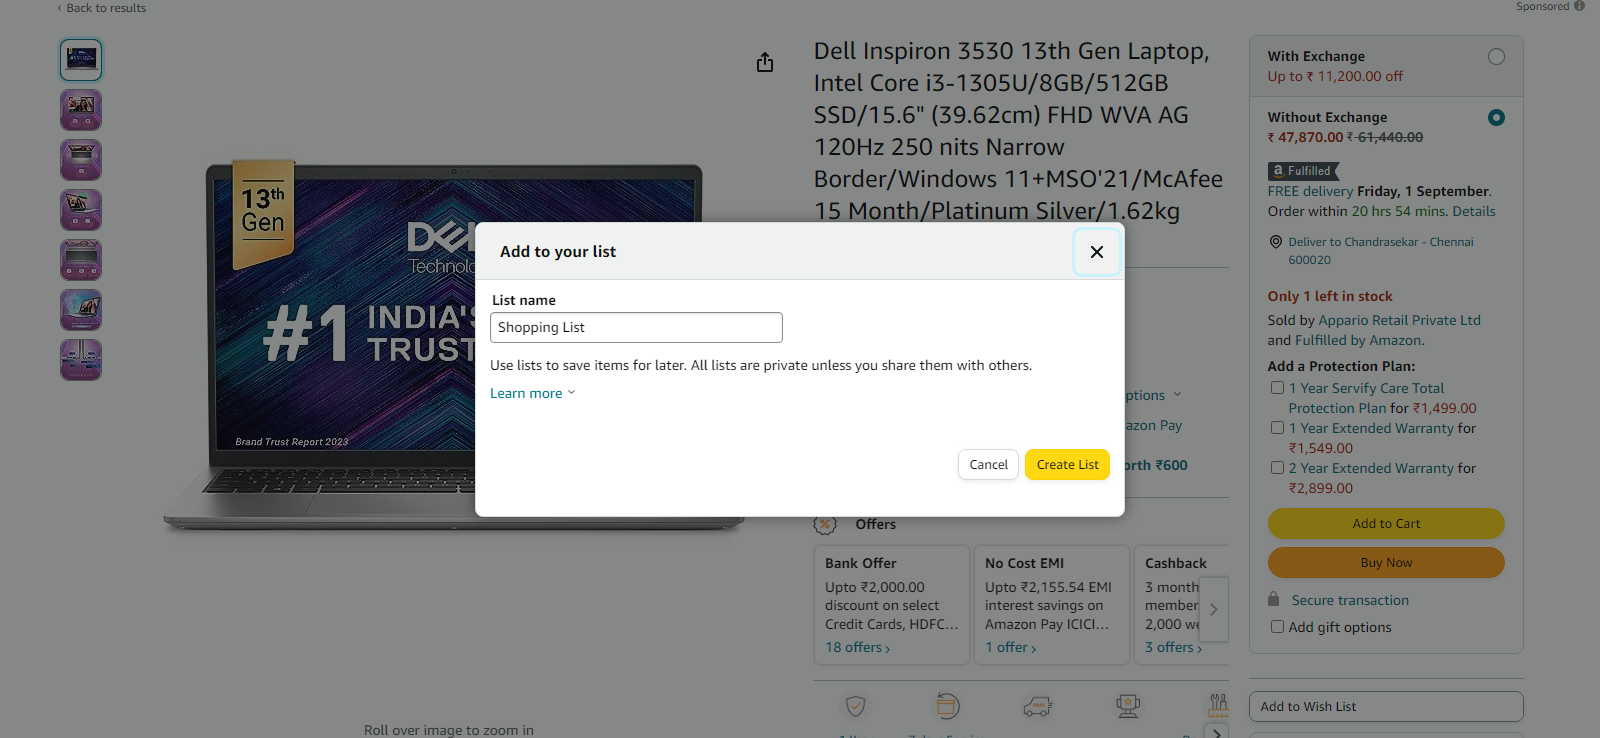 ‹ Back to results
Sponsored
Dell Inspiron 3530 13th Gen Laptop,
Intel Core i3-1305U/8GB/512GB
SSD/15.6" (39.62cm) FHD WVA AG
120Hz 250 nits Narrow
Border/Windows 11+MSO'21/McAfee
15 Month/Platinum Silver/1.62kg
13th
Gen
DELL
#1 INDIA'S
TRUST
Brand Trust Report 2023
Roll over image to zoom in
Add to your list
List name
Shopping List
Use lists to save items for later. All lists are private unless you share them with others.
Learn more
Cancel
Create List
Pay
₹600
Offers
Bank Offer
Upto ₹2,000.00
discount on select
Credit Cards, HDFC…
18 offers ›
No Cost EMI
Upto ₹2,155.54 EMI
interest savings on
Amazon Pay ICICI…
1 offer ›
Cashback
3 month
member
2,000
3 offers ›
With Exchange
Up to ₹ 11,200.00 off
Without Exchange
₹ 47,870.00 ₹ 61,440.00
a Fulfilled
FREE delivery Friday, 1 September.
Order within 20 hrs 54 mins. Details
Deliver to Chandrasekar - Chennai
600020
Only 1 left in stock
Sold by Appario Retail Private Ltd
and Fulfilled by Amazon.
Add a Protection Plan:
1 Year Servify Care Total
Protection Plan for ₹1,499.00
1 Year Extended Warranty for
₹1,549.00
2 Year Extended Warranty for
₹2,899.00
Add to Cart
Buy Now
Secure transaction
Add gift options
Add to Wish List